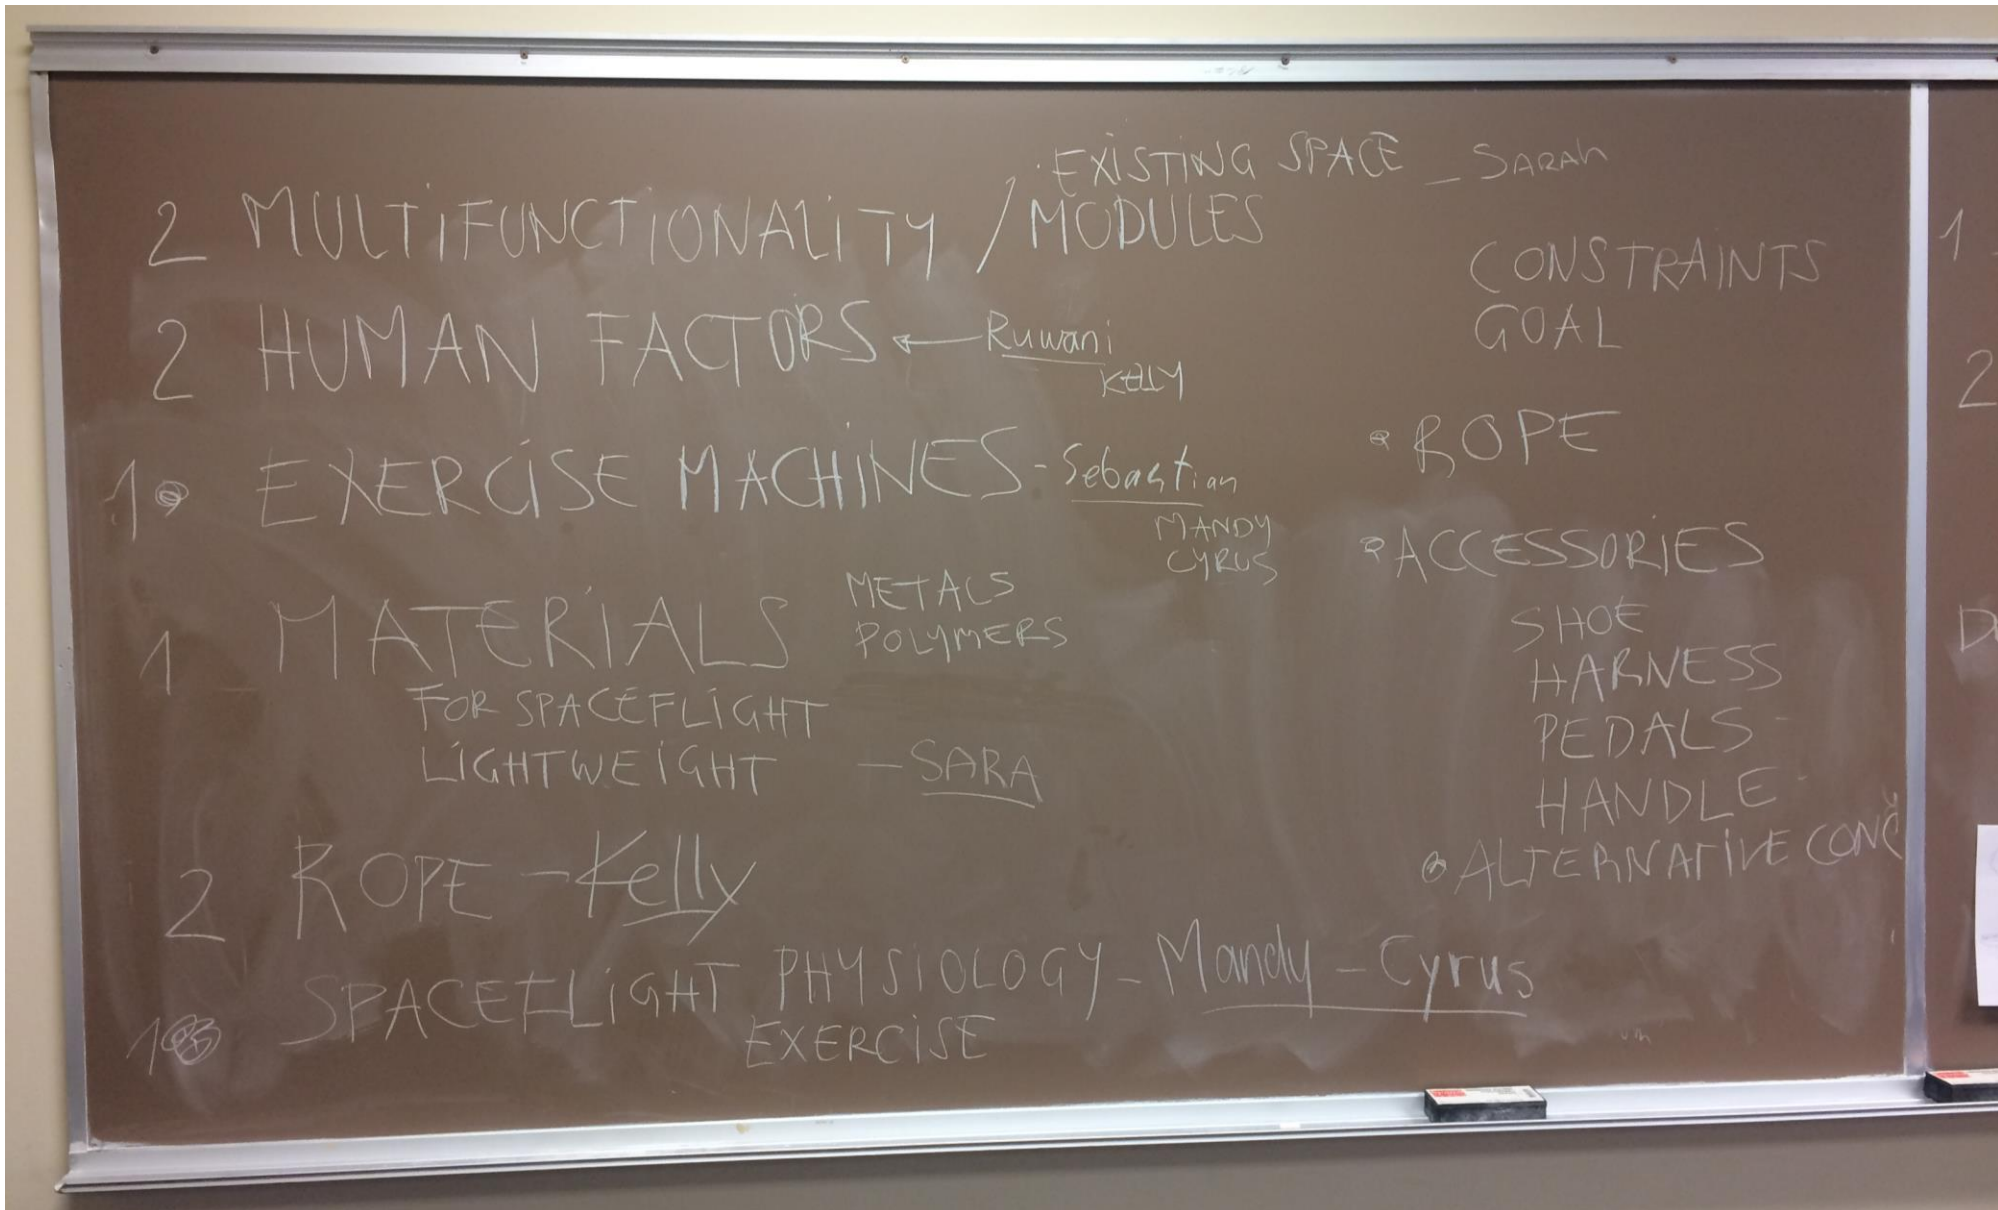 EXISTING SPACE - SARAH
2 MULTIFUNCTIONALITY / MODULES
2 HUMAN FACTORS ← Ruwani
KELLY
1 EXERCISE MACHINES - Sebastian
MANDY
CYRUS
1 MATERIALS
METALS
POLYMERS
FOR SPACEFLIGHT
LIGHTWEIGHT - SARA
2 ROPE - Kelly
1 SPACEFLIGHT PHYSIOLOGY - Mandy - Cyrus
EXERCISE
CONSTRAINTS
GOAL
• ROPE
• ACCESSORIES
SHOE
HARNESS
PEDALS
HANDLE
• ALTERNATIVE CONC
1
2